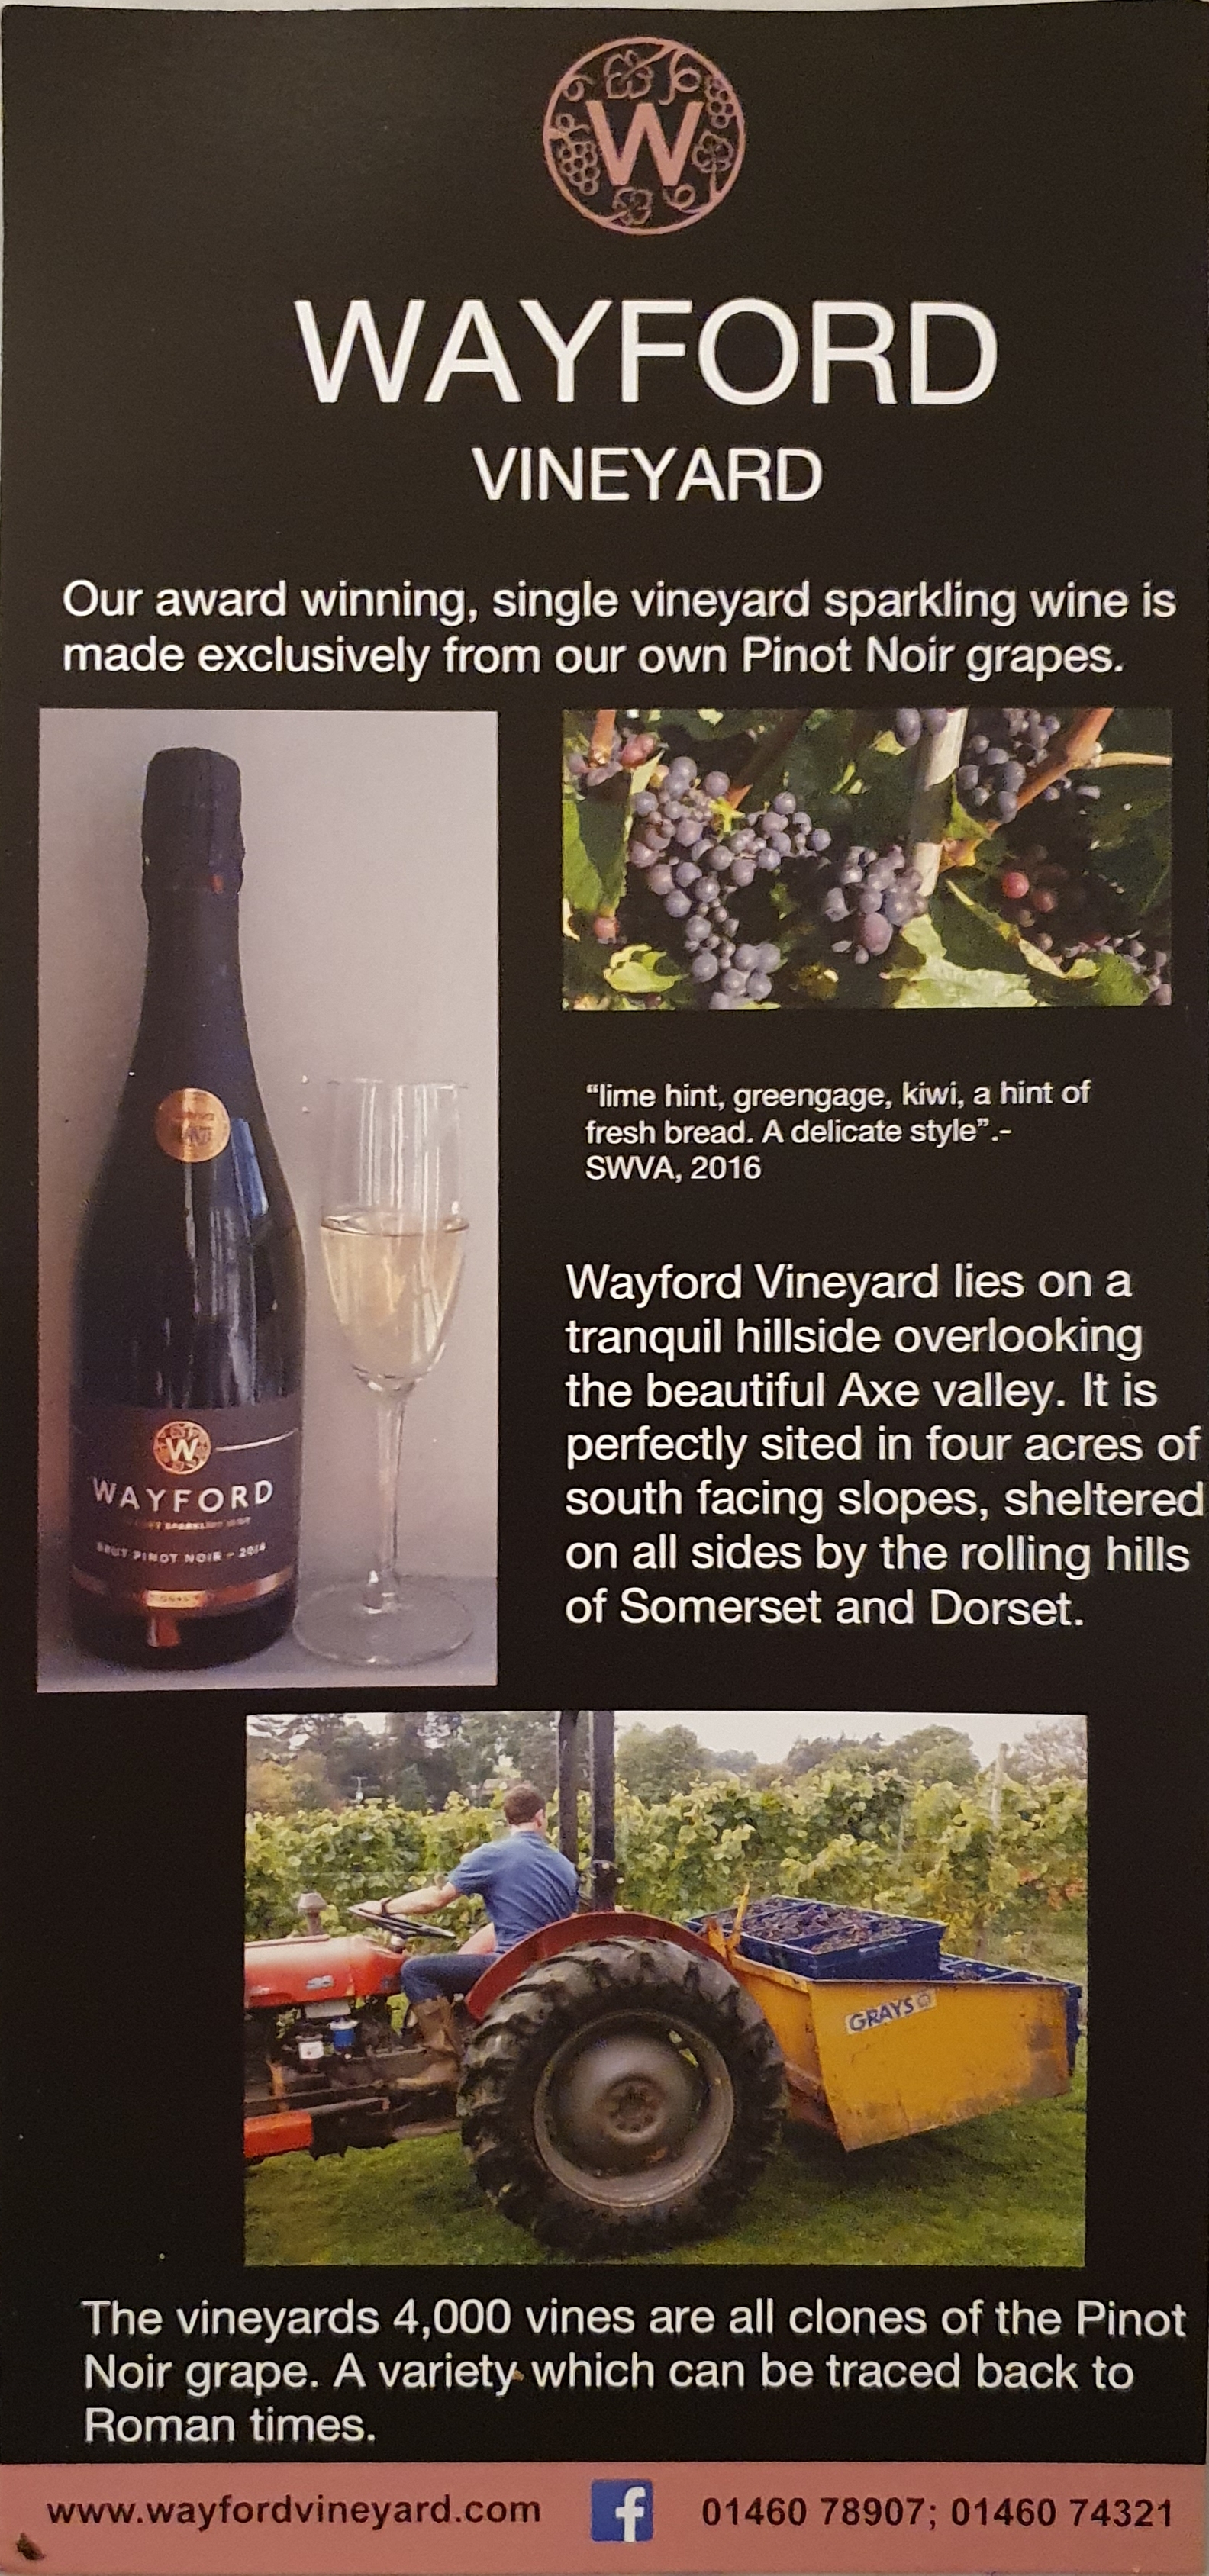 W
WAYFORD
VINEYARD
Our award winning, single vineyard sparkling wine is
made exclusively from our own Pinot Noir grapes.
W
WAYFORD
BRUT PINOT NOIR - 2014
"lime hint, greengage, kiwi, a hint of
fresh bread. A delicate style".-
SWVA, 2016
Wayford Vineyard lies on a
tranquil hillside overlooking
the beautiful Axe valley. It is
perfectly sited in four acres of
south facing slopes, sheltered
on all sides by the rolling hills
of Somerset and Dorset.
GRAYS
The vineyards 4,000 vines are all clones of the Pinot
Noir grape. A variety which can be traced back to
Roman times.
www.wayfordvineyard.com f 01460 78907; 01460 74321